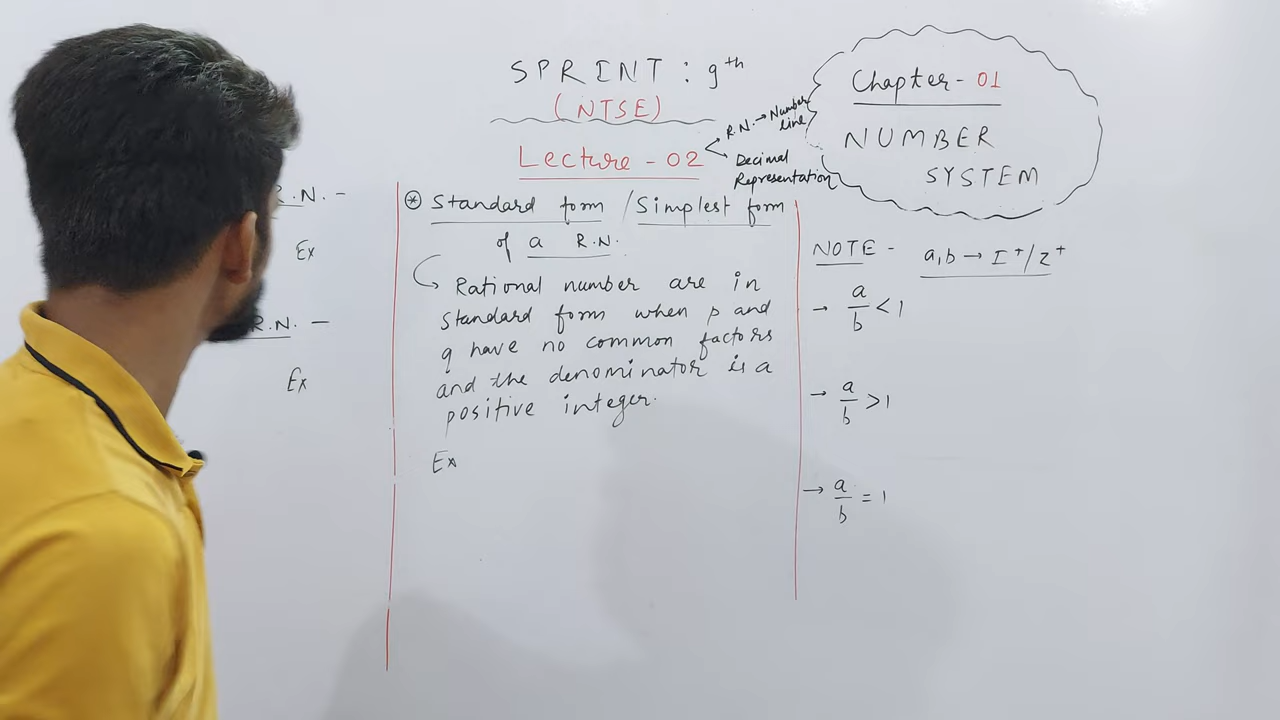 SPRINT : 9th
(NTSE)
Lecture - 02
→ R.N. → Number line
→ Decimal Representation
Chapter - 01
NUMBER
SYSTEM
R.N. -
Ex
R.N. -
Ex
⊛ Standard form / Simplest form
of a R.N.
→ Rational number are in
standard form when p and
q have no common factors
and the denominator is a
positive integer.
Ex
NOTE - a,b → I⁺/Z⁺
→ a/b < 1
→ a/b > 1
→ a/b = 1